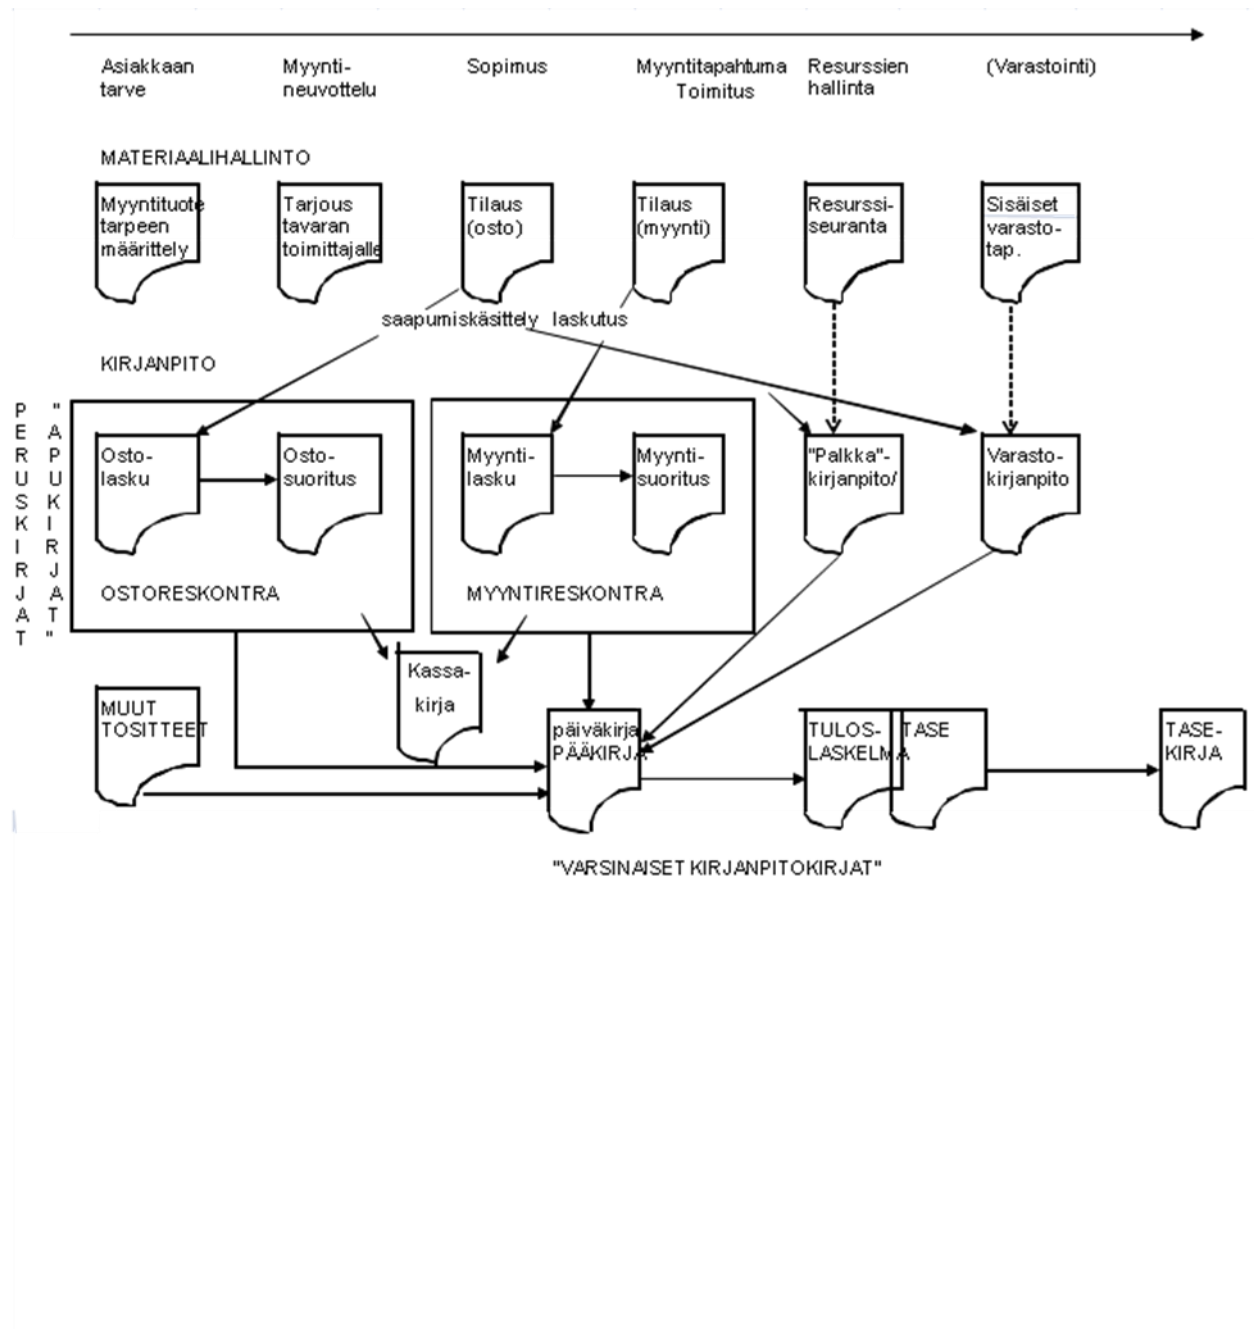 Asiakkaan
tarve
Myynti-
neuvottelu
Sopimus
Myyntitapahtuma
Toimitus
Resurssien
hallinta
(Varastointi)
MATERIAALIHALLINTO
Myyntituote
tarpeen
määrittely
Tarjous
tavaran
toimittajalle
Tilaus
(osto)
Tilaus
(myynti)
Resurssi-
seuranta
Sisäiset
varasto-
tap.
saapumiskäsittely laskutus
KIRJANPITO
PERUSKIRJAT
"APUKIRJAT"
Osto-
lasku
Osto-
suoritus
Myynti-
lasku
Myynti-
suoritus
"Palkka"-
kirjanpito/
Varasto-
kirjanpito
OSTORESKONTRA
MYYNTIRESKONTRA
Kassa-
kirja
MUUT
TOSITTEET
päiväkirja
PÄÄKIRJA
TULOS-
LASKELMA
TASE
TASE-
KIRJA
"VARSINAISET KIRJANPITOKIRJAT"